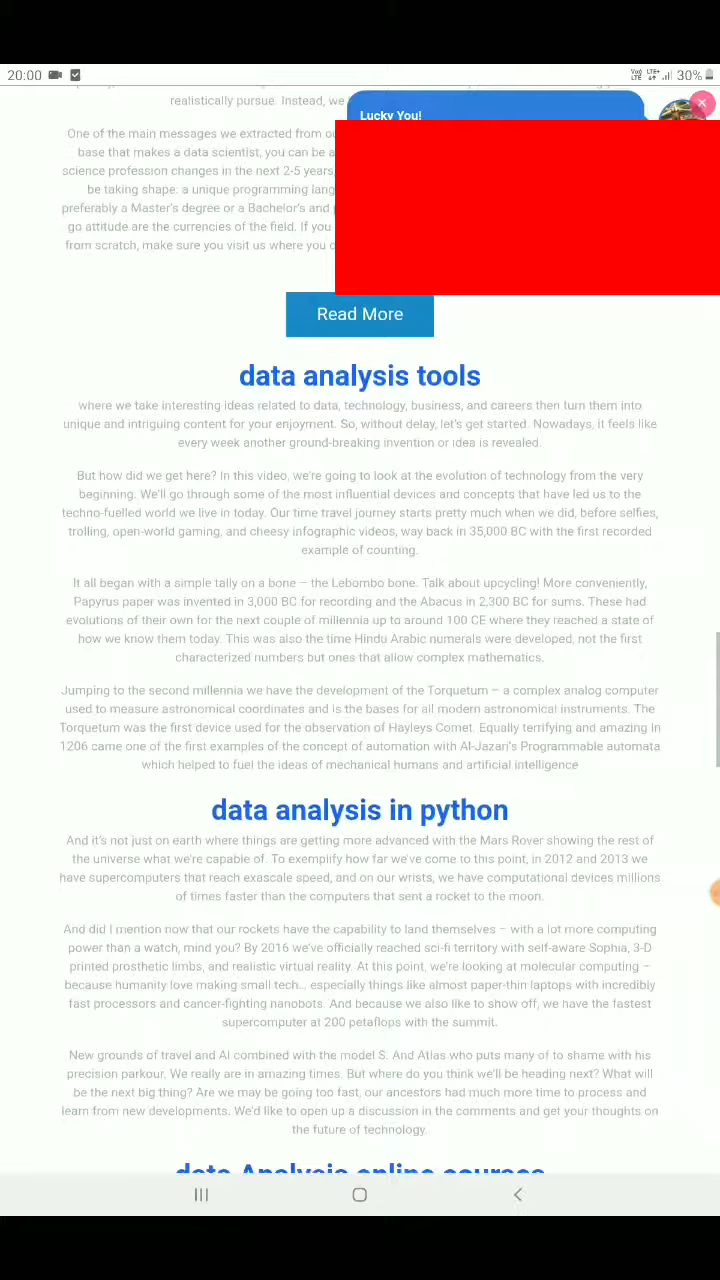 20:00
30%
realistically pursue. Instead, we
Lucky You!
One of the main messages we extracted from ou
base that makes a data scientist, you can be a
science profession changes in the next 2-5 years,
be taking shape: a unique programming lang
preferably a Master's degree or a Bachelor's and
go attitude are the currencies of the field. If you
from scratch, make sure you visit us where you
Read More
data analysis tools
where we take interesting ideas related to data, technology, business, and careers then turn them into
unique and intriguing content for your enjoyment. So, without delay, let's get started. Nowadays, it feels like
every week another ground-breaking invention or idea is revealed.
But how did we get here? In this video, we're going to look at the evolution of technology from the very
beginning. We'll go through some of the most influential devices and concepts that have led us to the
techno-fuelled world we live in today. Our time travel journey starts pretty much when we did, before selfies,
trolling, open-world gaming, and cheesy infographic videos, way back in 35,000 BC with the first recorded
example of counting.
It all began with a simple tally on a bone – the Lebombo bone. Talk about upcycling! More conveniently,
Papyrus paper was invented in 3,000 BC for recording and the Abacus in 2,300 BC for sums. These had
evolutions of their own for the next couple of millennia up to around 100 CE where they reached a state of
how we know them today. This was also the time Hindu Arabic numerals were developed, not the first
characterized numbers but ones that allow complex mathematics.
Jumping to the second millennia we have the development of the Torquetum – a complex analog computer
used to measure astronomical coordinates and is the bases for all modern astronomical instruments. The
Torquetum was the first device used for the observation of Hayleys Comet. Equally terrifying and amazing in
1206 came one of the first examples of the concept of automation with Al-Jazari's Programmable automata
which helped to fuel the ideas of mechanical humans and artificial intelligence
data analysis in python
And it's not just on earth where things are getting more advanced with the Mars Rover showing the rest of
the universe what we're capable of. To exemplify how far we've come to this point, in 2012 and 2013 we
have supercomputers that reach exascale speed, and on our wrists, we have computational devices millions
of times faster than the computers that sent a rocket to the moon.
And did I mention now that our rockets have the capability to land themselves – with a lot more computing
power than a watch, mind you? By 2016 we've officially reached sci-fi territory with self-aware Sophia, 3-D
printed prosthetic limbs, and realistic virtual reality. At this point, we're looking at molecular computing –
because humanity love making small tech… especially things like almost paper-thin laptops with incredibly
fast processors and cancer-fighting nanobots. And because we also like to show off, we have the fastest
supercomputer at 200 petaflops with the summit.
New grounds of travel and AI combined with the model S. And Atlas who puts many of to shame with his
precision parkour. We really are in amazing times. But where do you think we'll be heading next? What will
be the next big thing? Are we may be going too fast, our ancestors had much more time to process and
learn from new developments. We'd like to open up a discussion in the comments and get your thoughts on
the future of technology.
data Analysis online courses